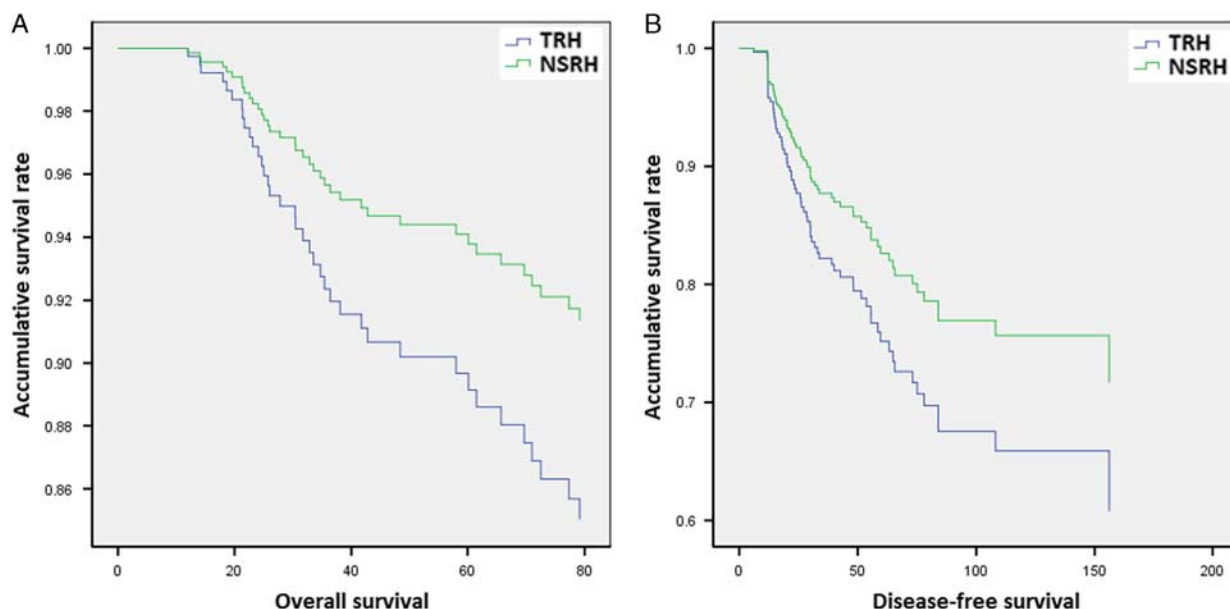 A
TRH
NSRH
1.00
0.98
0.96
0.94
0.92
0.90
0.88
0.86
Accumulative survival rate
0 20 40 60 80
Overall survival
B
TRH
NSRH
1.0
0.9
0.8
0.7
0.6
Accumulative survival rate
0 50 100 150 200
Disease-free survival